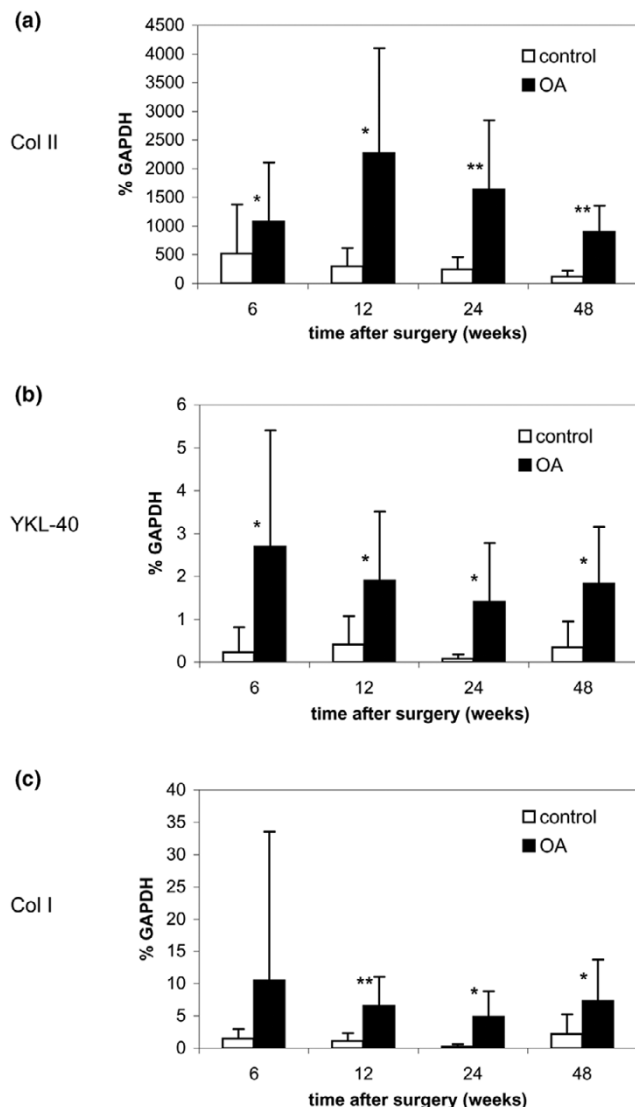 (a)
Col II
% GAPDH
4500
4000
3500
3000
2500
2000
1500
1000
500
0
control
OA
*
*
**
**
6 12 24 48
time after surgery (weeks)
(b)
YKL-40
% GAPDH
6
5
4
3
2
1
0
control
OA
*
*
*
*
6 12 24 48
time after surgery (weeks)
(c)
Col I
% GAPDH
40
35
30
25
20
15
10
5
0
control
OA
**
*
*
6 12 24 48
time after surgery (weeks)